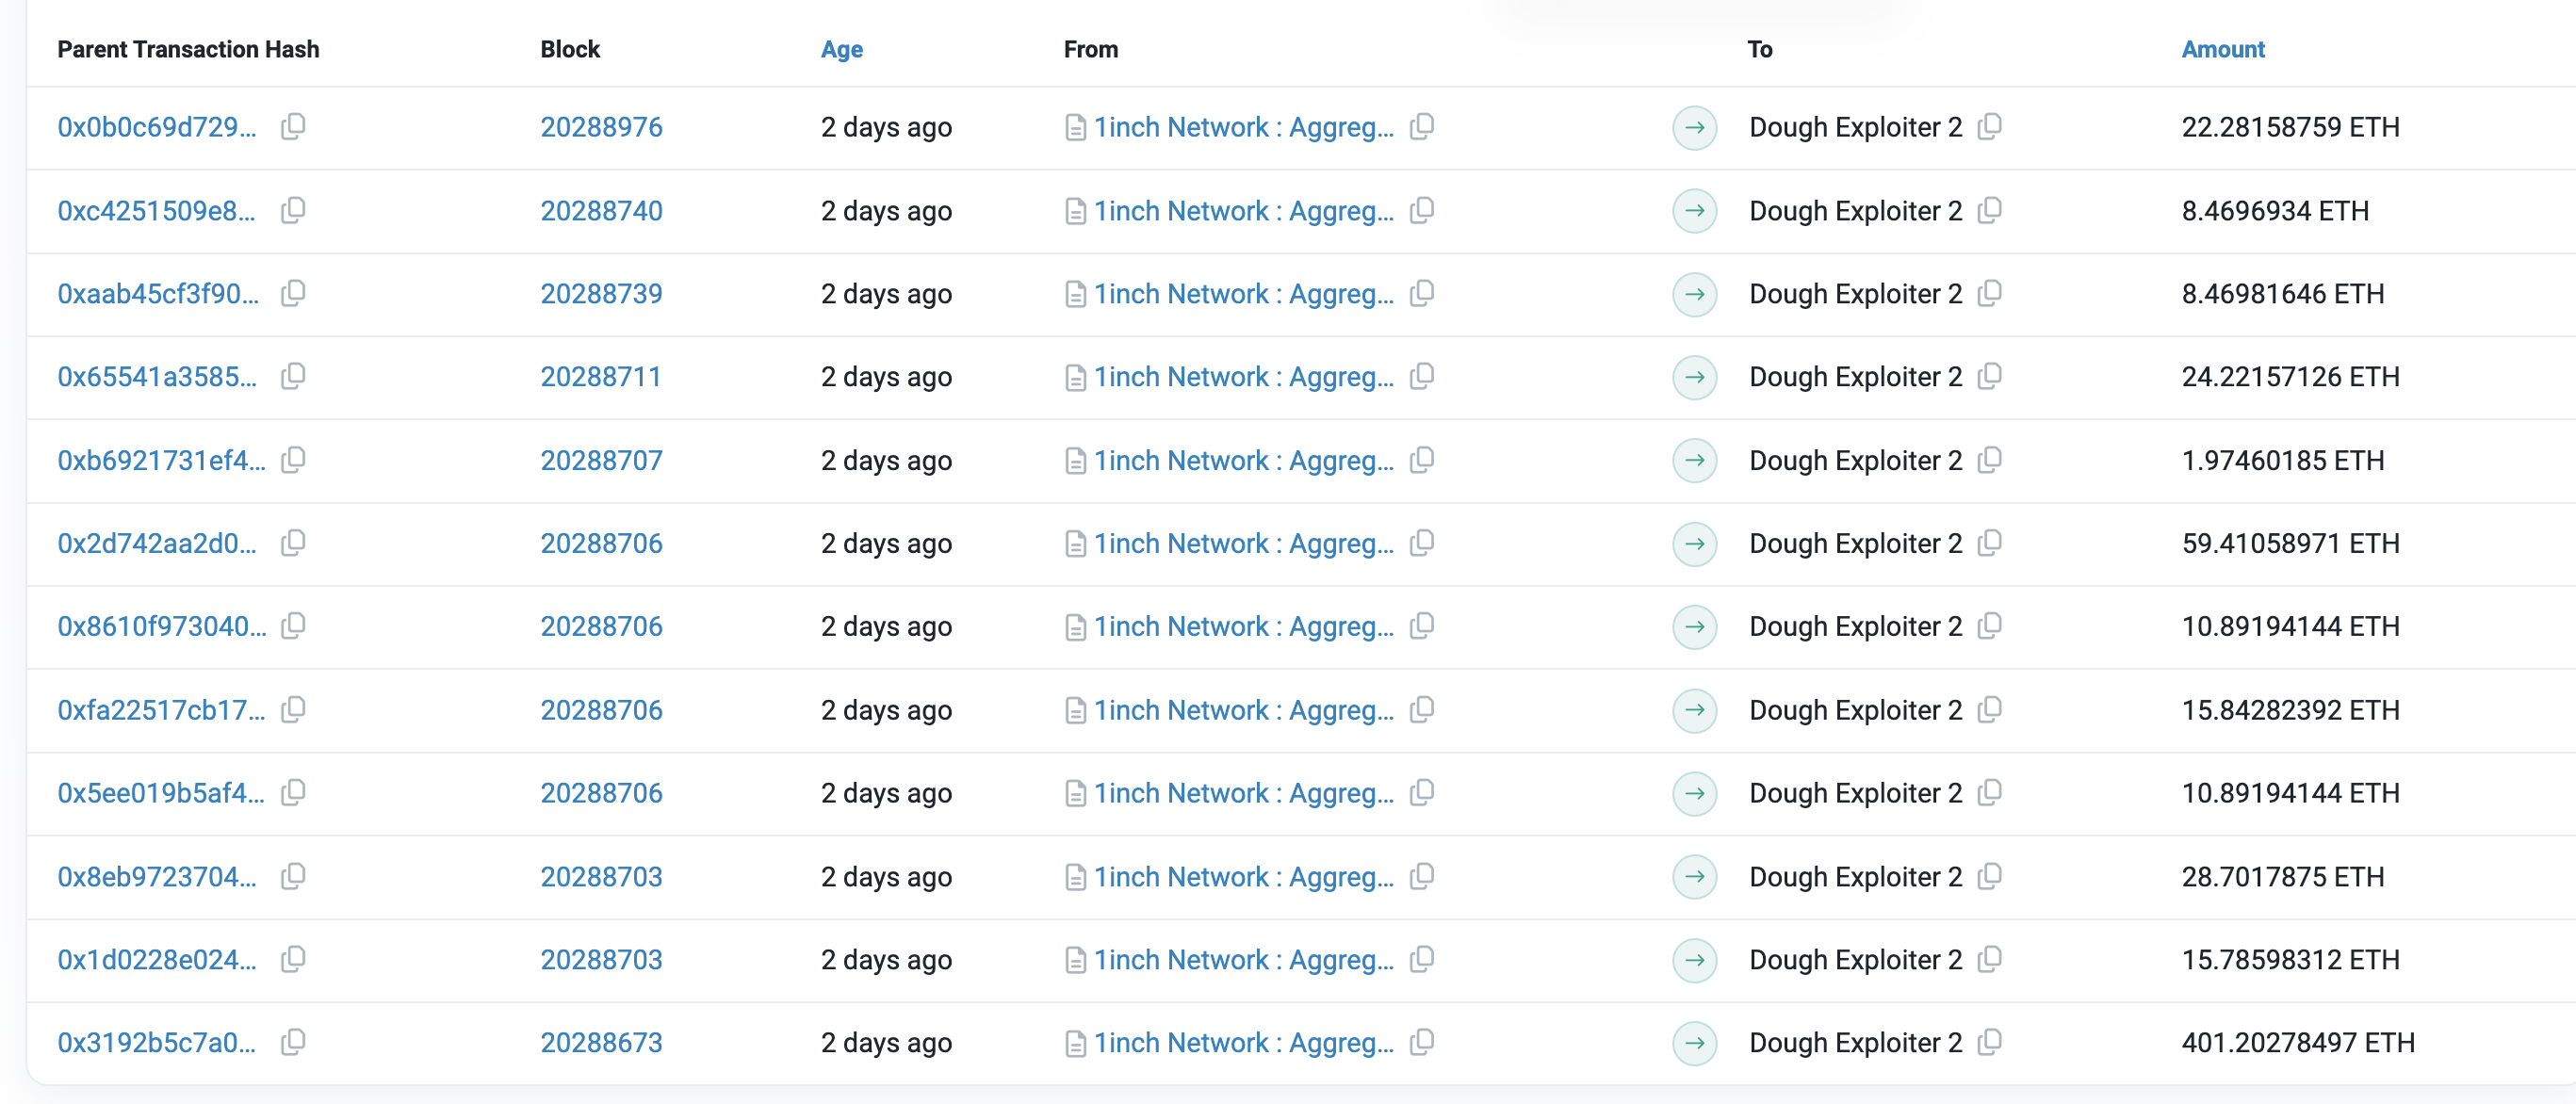 Parent Transaction Hash Block Age From To Amount
0x0b0c69d729... 20288976 2 days ago 1inch Network : Aggreg... Dough Exploiter 2 22.28158759 ETH
0xc4251509e8... 20288740 2 days ago 1inch Network : Aggreg... Dough Exploiter 2 8.4696934 ETH
0xaab45cf3f90... 20288739 2 days ago 1inch Network : Aggreg... Dough Exploiter 2 8.46981646 ETH
0x65541a3585... 20288711 2 days ago 1inch Network : Aggreg... Dough Exploiter 2 24.22157126 ETH
0xb6921731ef4... 20288707 2 days ago 1inch Network : Aggreg... Dough Exploiter 2 1.97460185 ETH
0x2d742aa2d0... 20288706 2 days ago 1inch Network : Aggreg... Dough Exploiter 2 59.41058971 ETH
0x8610f973040... 20288706 2 days ago 1inch Network : Aggreg... Dough Exploiter 2 10.89194144 ETH
0xfa22517cb17... 20288706 2 days ago 1inch Network : Aggreg... Dough Exploiter 2 15.84282392 ETH
0x5ee019b5af4... 20288706 2 days ago 1inch Network : Aggreg... Dough Exploiter 2 10.89194144 ETH
0x8eb9723704... 20288703 2 days ago 1inch Network : Aggreg... Dough Exploiter 2 28.7017875 ETH
0x1d0228e024... 20288703 2 days ago 1inch Network : Aggreg... Dough Exploiter 2 15.78598312 ETH
0x3192b5c7a0... 20288673 2 days ago 1inch Network : Aggreg... Dough Exploiter 2 401.20278497 ETH